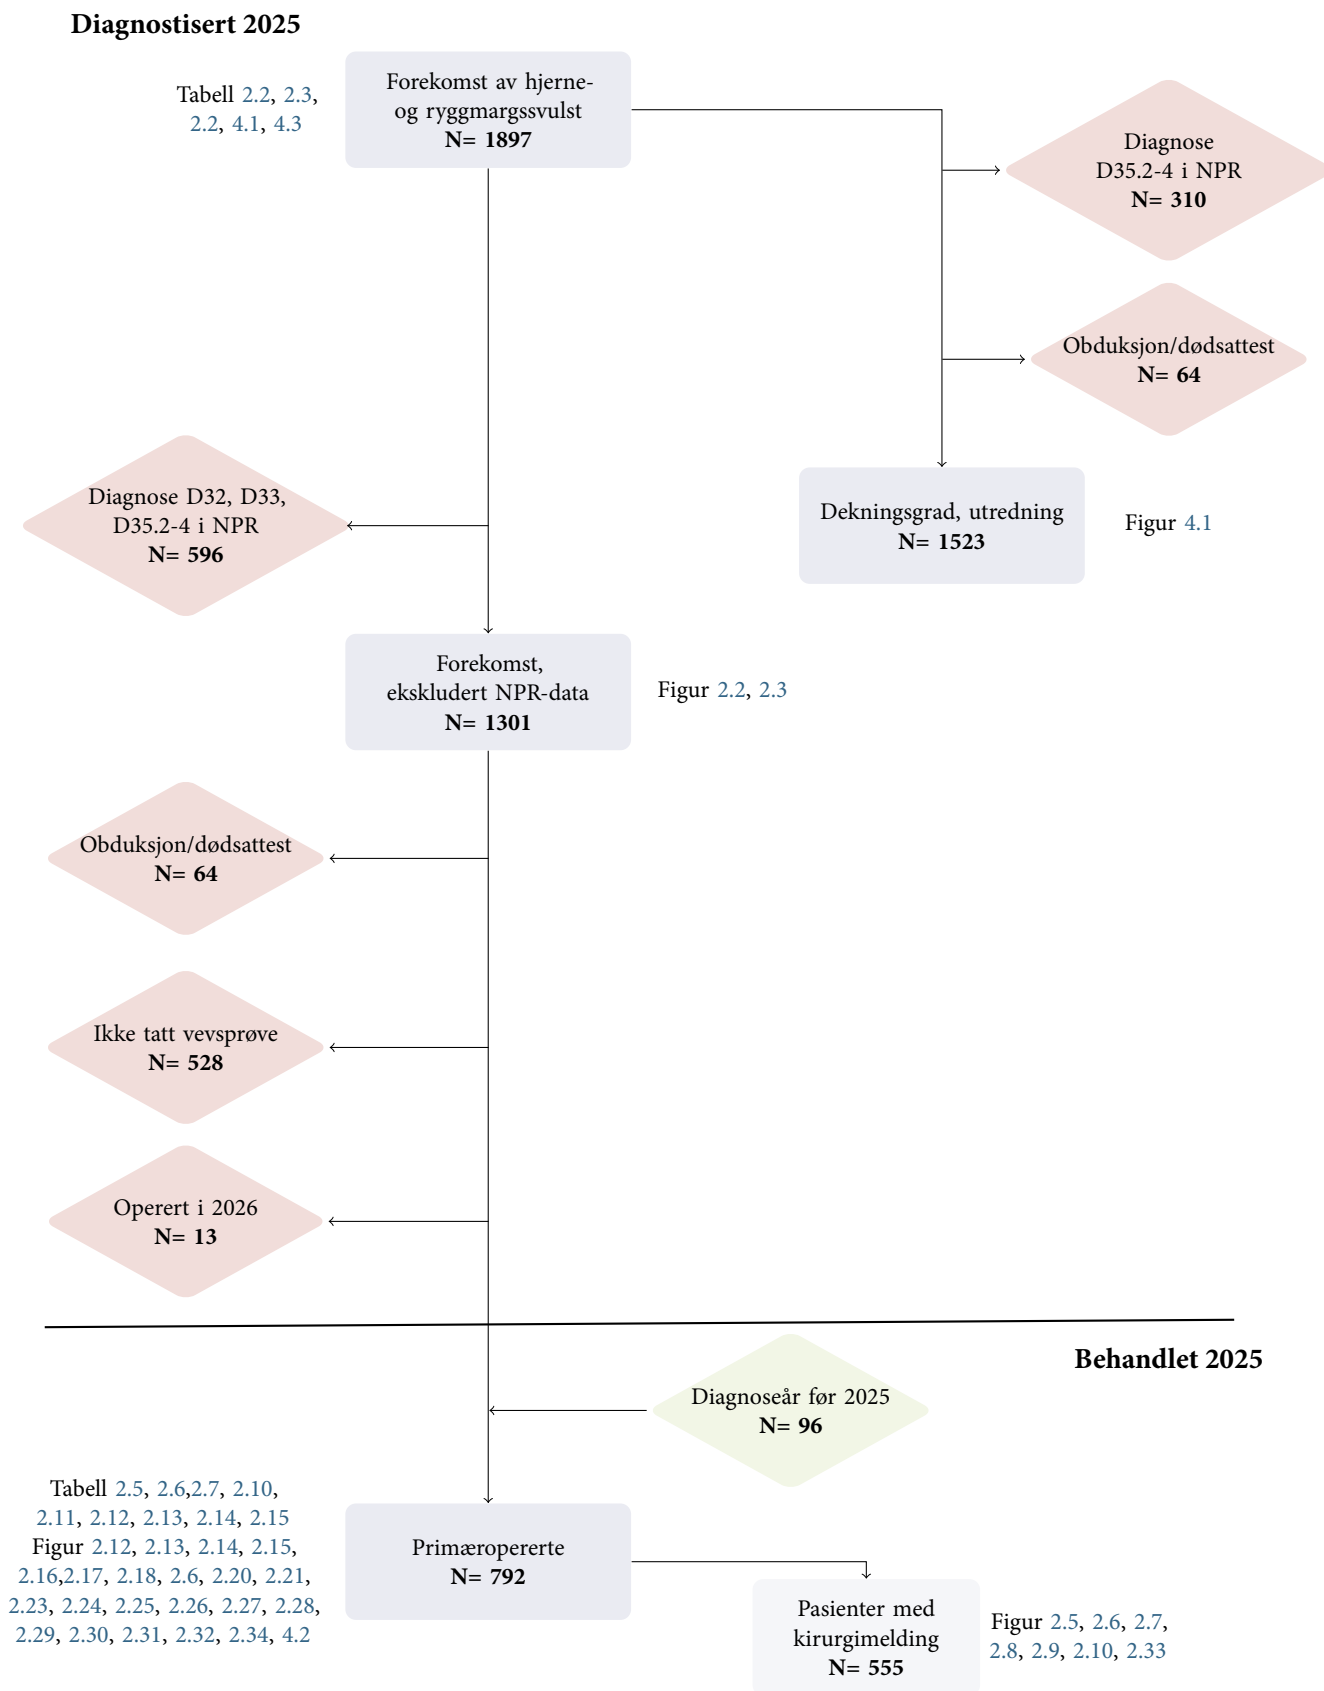 Diagnostisert 2025
Tabell 2.2, 2.3,
2.2, 4.1, 4.3
Forekomst av hjerne-
og ryggmargssvulst
N= 1897
Diagnose
D35.2-4 i NPR
N= 310
Obduksjon/dødsattest
N= 64
Diagnose D32, D33,
D35.2-4 i NPR
N= 596
Dekningsgrad, utredning
N= 1523
Figur 4.1
Forekomst,
ekskludert NPR-data
N= 1301
Figur 2.2, 2.3
Obduksjon/dødsattest
N= 64
Ikke tatt vevsprøve
N= 528
Operert i 2026
N= 13
Behandlet 2025
Diagnoseår før 2025
N= 96
Tabell 2.5, 2.6,2.7, 2.10,
2.11, 2.12, 2.13, 2.14, 2.15
Figur 2.12, 2.13, 2.14, 2.15,
2.16,2.17, 2.18, 2.6, 2.20, 2.21,
2.23, 2.24, 2.25, 2.26, 2.27, 2.28,
2.29, 2.30, 2.31, 2.32, 2.34, 4.2
Primæropererte
N= 792
Pasienter med
kirurgimelding
N= 555
Figur 2.5, 2.6, 2.7,
2.8, 2.9, 2.10, 2.33